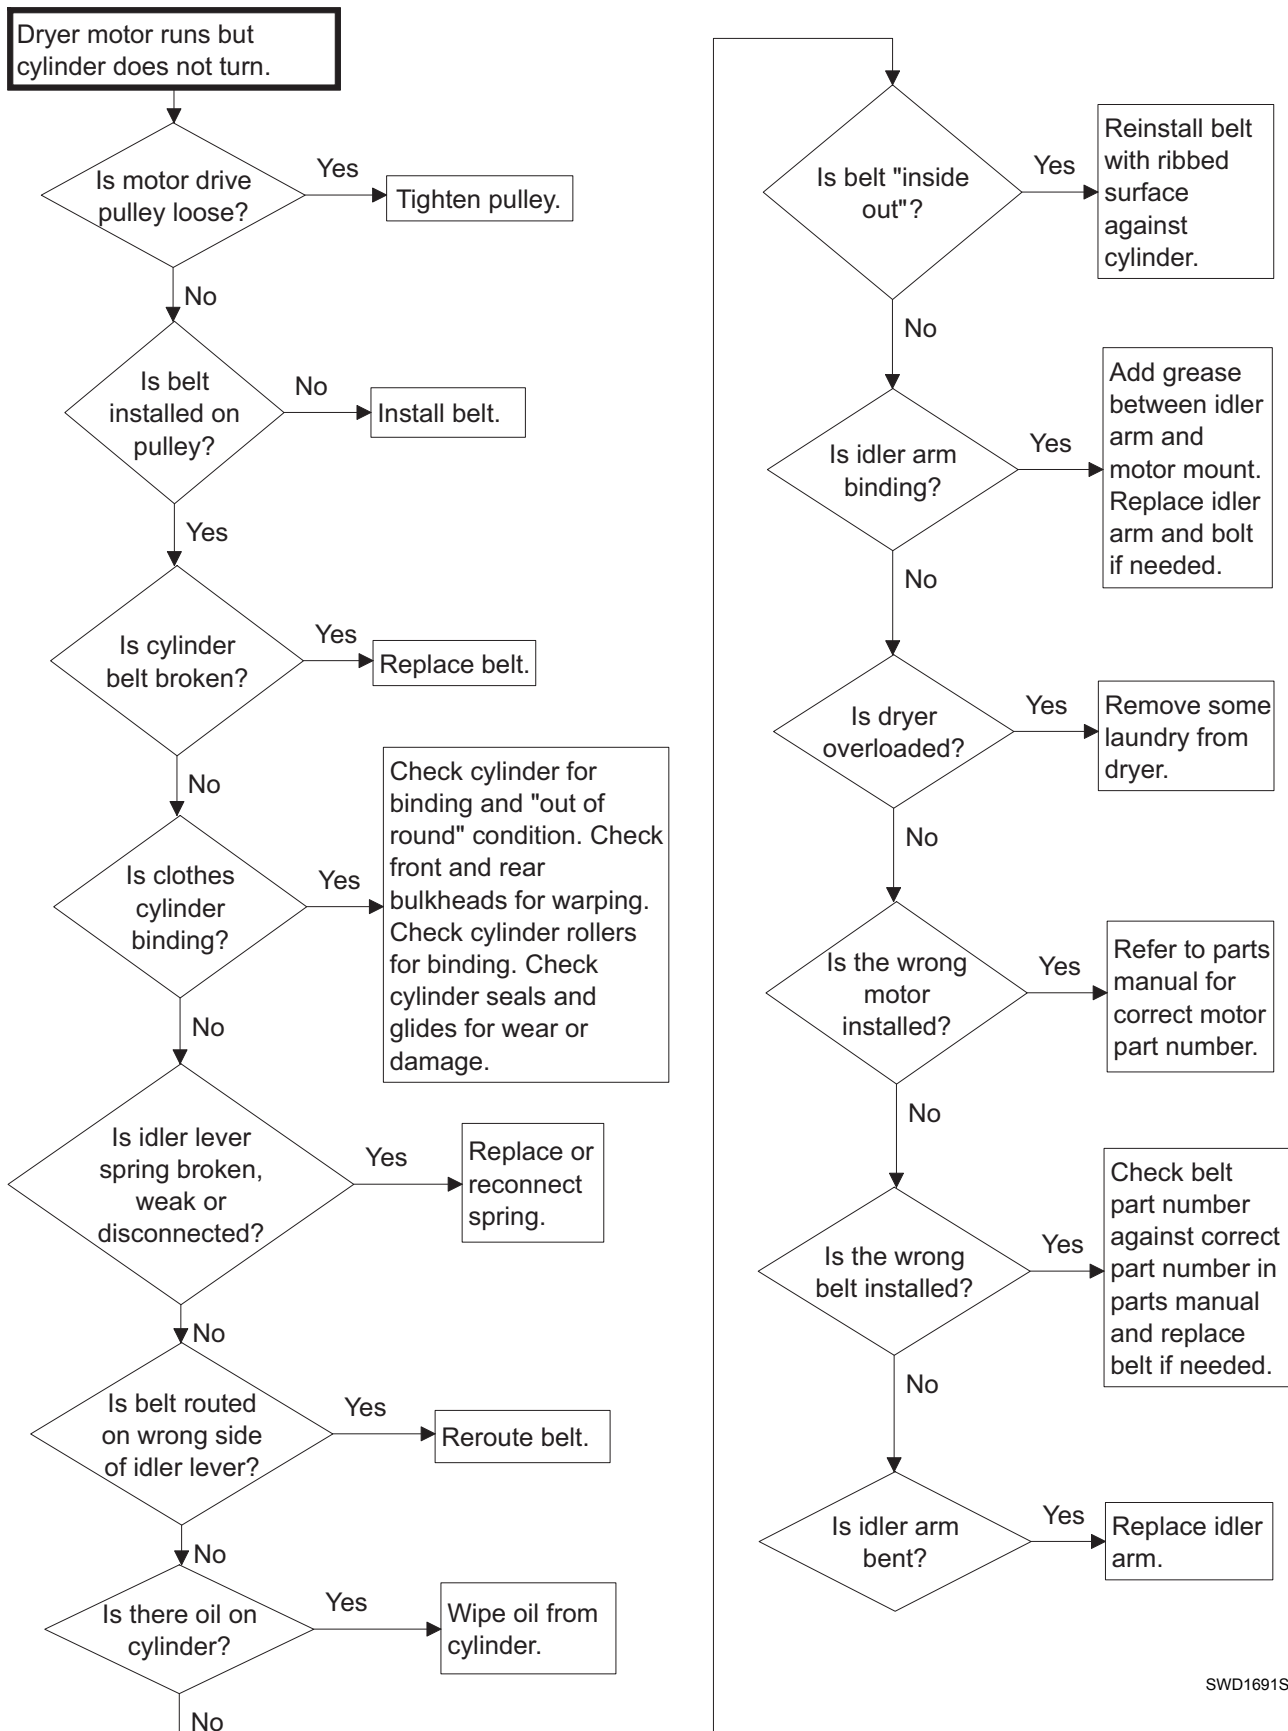 Dryer motor runs but
cylinder does not turn.
Is motor drive
pulley loose?
Yes
Tighten pulley.
No
Is belt
installed on
pulley?
No
Install belt.
Yes
Is cylinder
belt broken?
Yes
Replace belt.
No
Is clothes
cylinder
binding?
Yes
Check cylinder for
binding and "out of
round" condition. Check
front and rear
bulkheads for warping.
Check cylinder rollers
for binding. Check
cylinder seals and
glides for wear or
damage.
No
Is idler lever
spring broken,
weak or
disconnected?
Yes
Replace or
reconnect
spring.
No
Is belt routed
on wrong side
of idler lever?
Yes
Reroute belt.
No
Is there oil on
cylinder?
Yes
Wipe oil from
cylinder.
No
Is belt "inside
out"?
Yes
Reinstall belt
with ribbed
surface
against
cylinder.
No
Is idler arm
binding?
Yes
Add grease
between idler
arm and
motor mount.
Replace idler
arm and bolt
if needed.
No
Is dryer
overloaded?
Yes
Remove some
laundry from
dryer.
No
Is the wrong
motor
installed?
Yes
Refer to parts
manual for
correct motor
part number.
No
Is the wrong
belt installed?
Yes
Check belt
part number
against correct
part number in
parts manual
and replace
belt if needed.
No
Is idler arm
bent?
Yes
Replace idler
arm.
SWD1691S